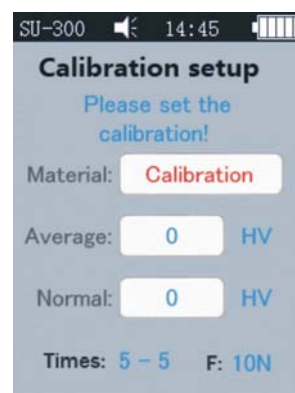 SU-300 14:45
Calibration setup
Please set the
calibration!
Material: Calibration
Average: 0 HV
Normal: 0 HV
Times: 5 - 5 F: 10N